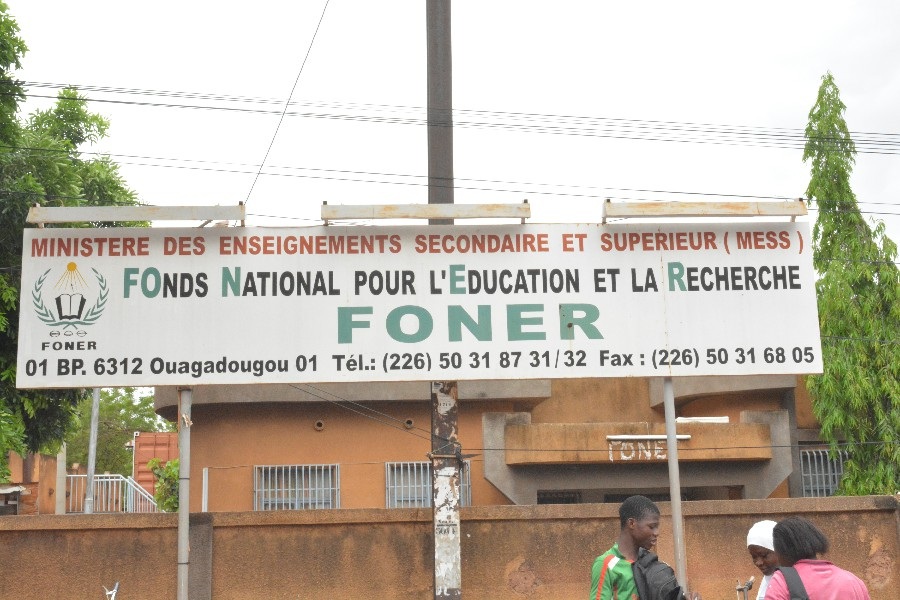 MINISTERE DES ENSEIGNEMENTS SECONDAIRE ET SUPERIEUR ( MESS )
FONDS NATIONAL POUR L'EDUCATION ET LA RECHERCHE
FONER
FONER
01 BP. 6312 Ouagadougou 01 Tél.: (226) 50 31 87 31/32 Fax : (226) 50 31 68 05
FONE